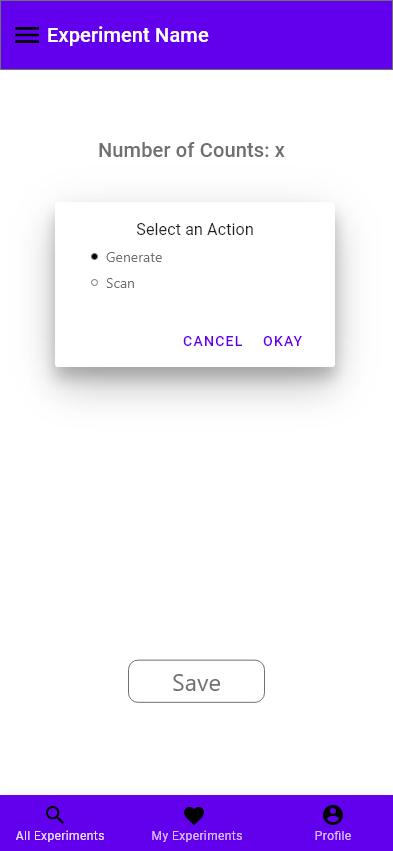 Experiment Name
Number of Counts: x
Select an Action
Generate
Scan
CANCEL OKAY
Save
All Experiments My Experiments Profile